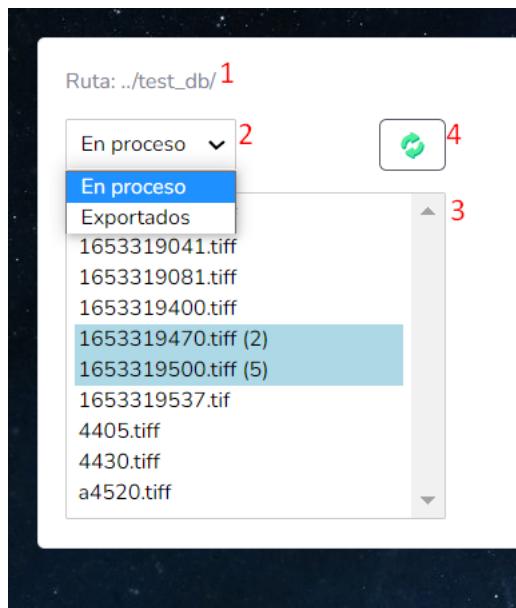 Ruta: ../test_db/ 1
En proceso 2 4
En proceso
Exportados 3
1653319041.tiff
1653319081.tiff
1653319400.tiff
1653319470.tiff (2)
1653319500.tiff (5)
1653319537.tif
4405.tiff
4430.tiff
a4520.tiff